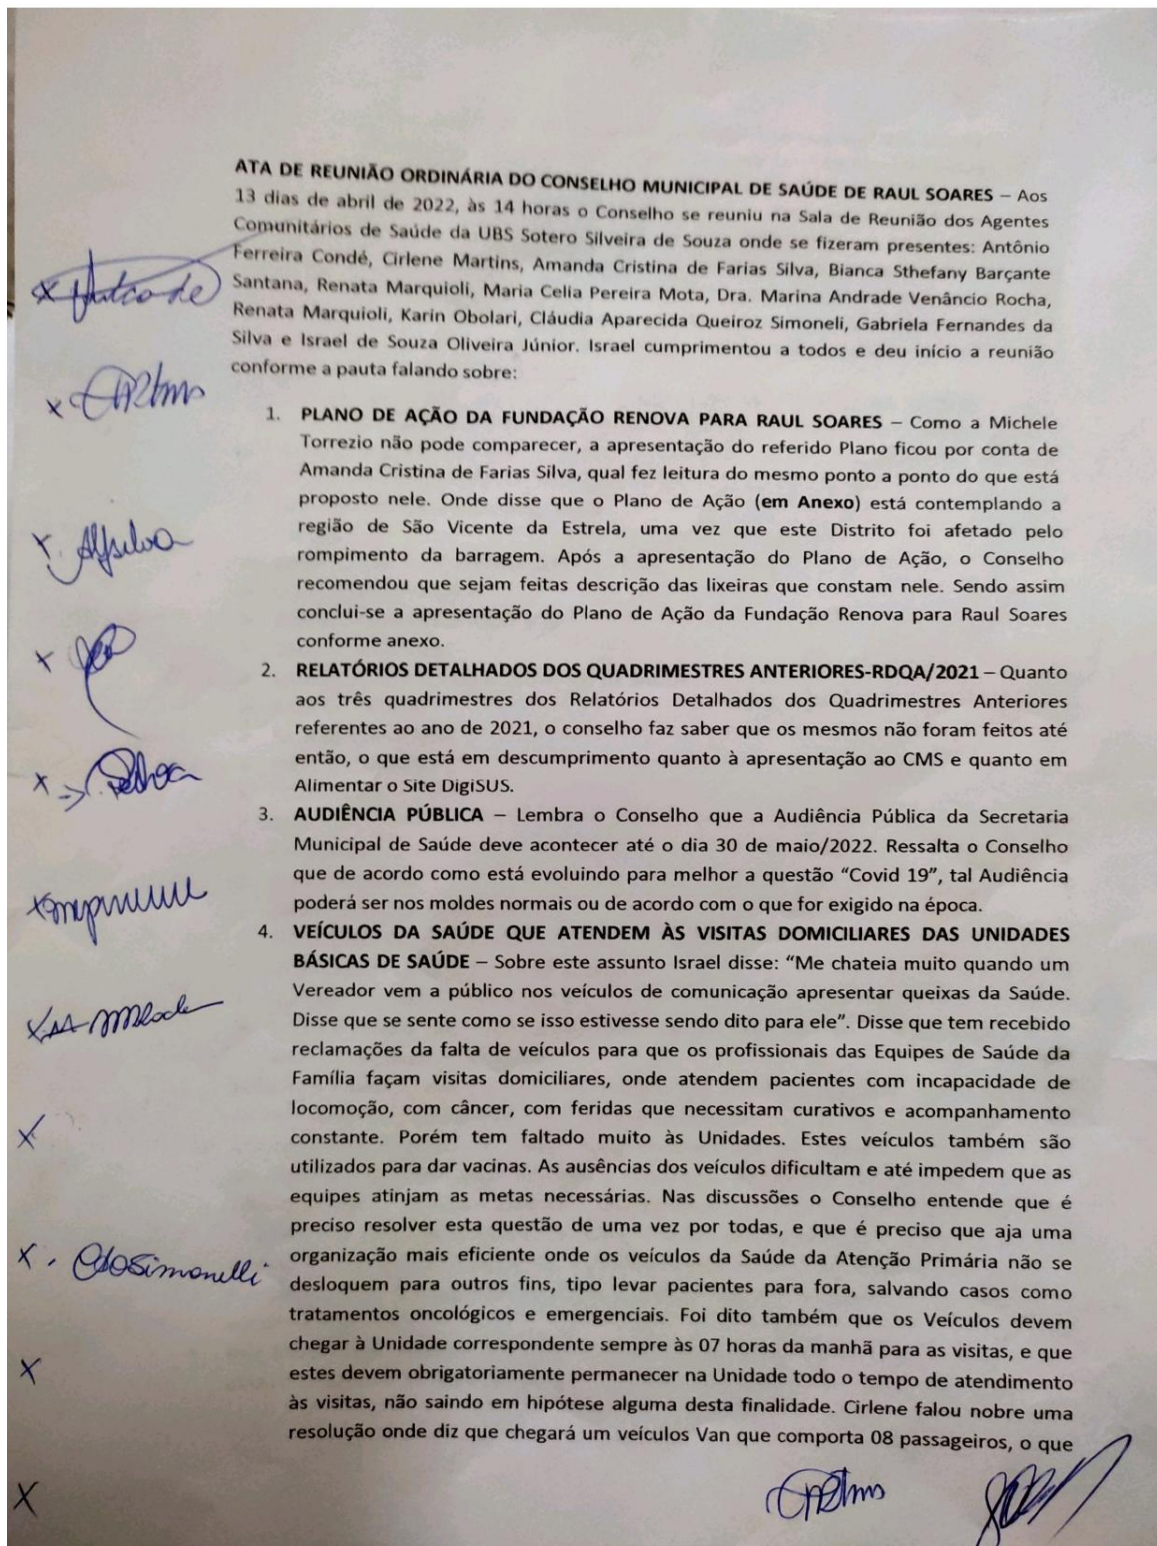 ATA DE REUNIÃO ORDINÁRIA DO CONSELHO MUNICIPAL DE SAÚDE DE RAUL SOARES – Aos
13 dias de abril de 2022, às 14 horas o Conselho se reuniu na Sala de Reunião dos Agentes
Comunitários de Saúde da UBS Sotero Silveira de Souza onde se fizeram presentes: Antônio
Ferreira Condé, Cirlene Martins, Amanda Cristina de Farias Silva, Bianca Sthefany Barçante
Santana, Renata Marquioli, Maria Celia Pereira Mota, Dra. Marina Andrade Venâncio Rocha,
Renata Marquioli, Karin Obolari, Cláudia Aparecida Queiroz Simoneli, Gabriela Fernandes da
Silva e Israel de Souza Oliveira Júnior. Israel cumprimentou a todos e deu início a reunião
conforme a pauta falando sobre:
1. PLANO DE AÇÃO DA FUNDAÇÃO RENOVA PARA RAUL SOARES – Como a Michele
Torrezio não pode comparecer, a apresentação do referido Plano ficou por conta de
Amanda Cristina de Farias Silva, qual fez leitura do mesmo ponto a ponto do que está
proposto nele. Onde disse que o Plano de Ação (em Anexo) está contemplando a
região de São Vicente da Estrela, uma vez que este Distrito foi afetado pelo
rompimento da barragem. Após a apresentação do Plano de Ação, o Conselho
recomendou que sejam feitas descrição das lixeiras que constam nele. Sendo assim
conclui-se a apresentação do Plano de Ação da Fundação Renova para Raul Soares
conforme anexo.
2. RELATÓRIOS DETALHADOS DOS QUADRIMESTRES ANTERIORES-RDQA/2021 – Quanto
aos três quadrimestres dos Relatórios Detalhados dos Quadrimestres Anteriores
referentes ao ano de 2021, o conselho faz saber que os mesmos não foram feitos até
então, o que está em descumprimento quanto à apresentação ao CMS e quanto em
Alimentar o Site DigiSUS.
3. AUDIÊNCIA PÚBLICA – Lembra o Conselho que a Audiência Pública da Secretaria
Municipal de Saúde deve acontecer até o dia 30 de maio/2022. Ressalta o Conselho
que de acordo como está evoluindo para melhor a questão “Covid 19”, tal Audiência
poderá ser nos moldes normais ou de acordo com o que for exigido na época.
4. VEÍCULOS DA SAÚDE QUE ATENDEM ÀS VISITAS DOMICILIARES DAS UNIDADES
BÁSICAS DE SAÚDE – Sobre este assunto Israel disse: “Me chateia muito quando um
Vereador vem a público nos veículos de comunicação apresentar queixas da Saúde.
Disse que se sente como se isso estivesse sendo dito para ele”. Disse que tem recebido
reclamações da falta de veículos para que os profissionais das Equipes de Saúde da
Família façam visitas domiciliares, onde atendem pacientes com incapacidade de
locomoção, com câncer, com feridas que necessitam curativos e acompanhamento
constante. Porém tem faltado muito às Unidades. Estes veículos também são
utilizados para dar vacinas. As ausências dos veículos dificultam e até impedem que as
equipes atinjam as metas necessárias. Nas discussões o Conselho entende que é
preciso resolver esta questão de uma vez por todas, e que é preciso que aja uma
organização mais eficiente onde os veículos da Saúde da Atenção Primária não se
desloquem para outros fins, tipo levar pacientes para fora, salvando casos como
tratamentos oncológicos e emergenciais. Foi dito também que os Veículos devem
chegar à Unidade correspondente sempre às 07 horas da manhã para as visitas, e que
estes devem obrigatoriamente permanecer na Unidade todo o tempo de atendimento
às visitas, não saindo em hipótese alguma desta finalidade. Cirlene falou nobre uma
resolução onde diz que chegará um veículos Van que comporta 08 passageiros, o que